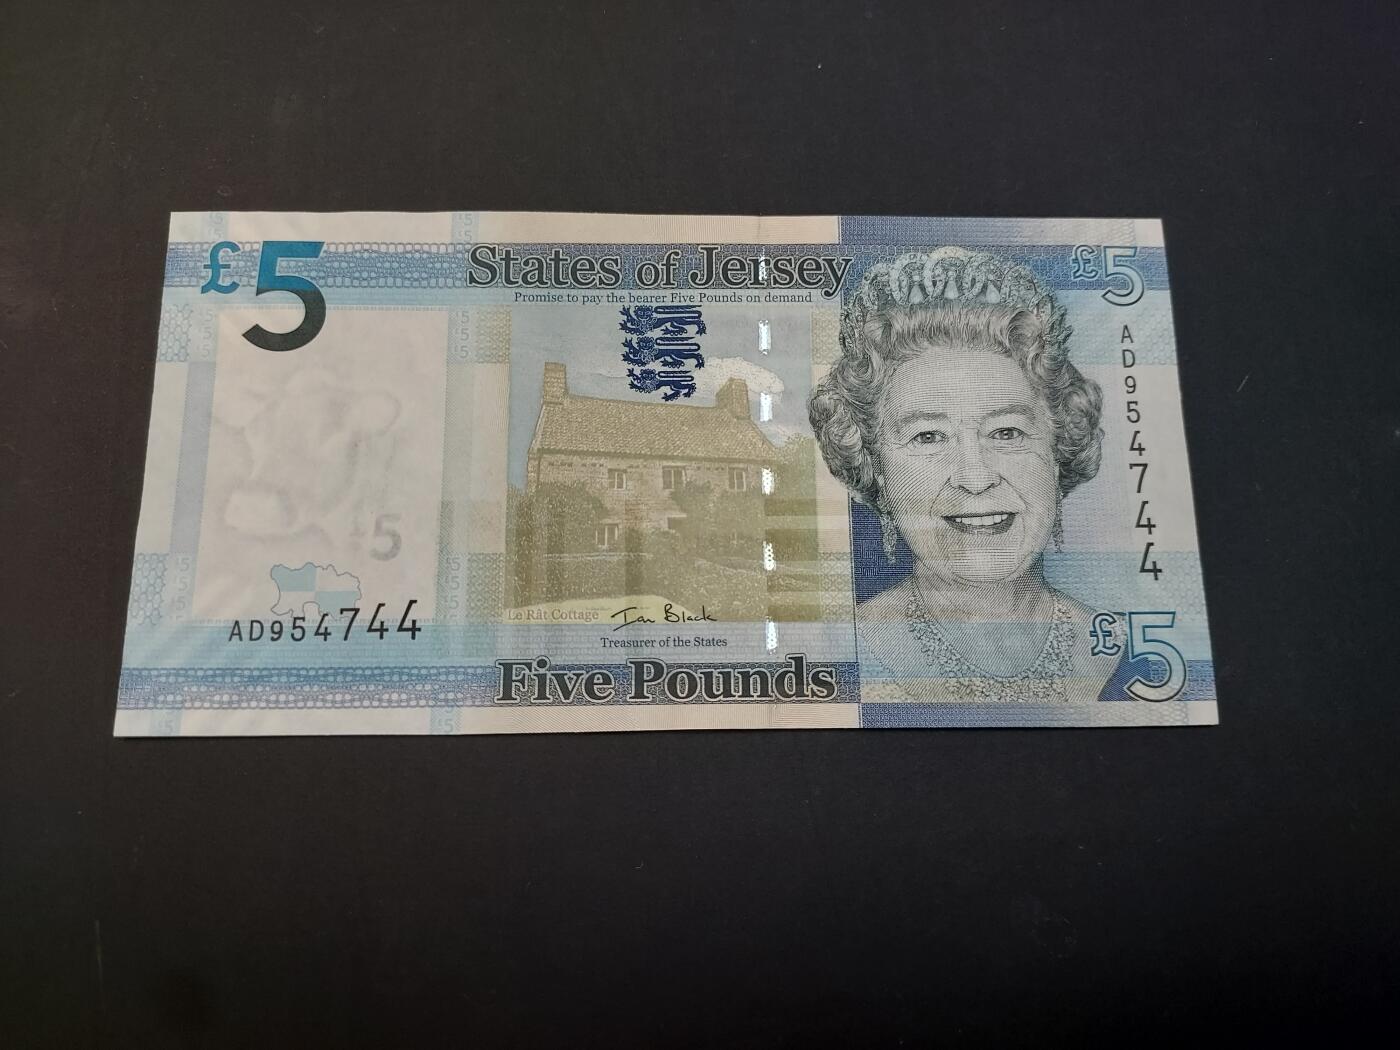 £5
States of Jersey
£5
Promise to pay the bearer Five Pounds on demand
AD954744
5
Le Rât Cottage
Ian Black
AD954744
Treasurer of the States
£5
Five Pounds